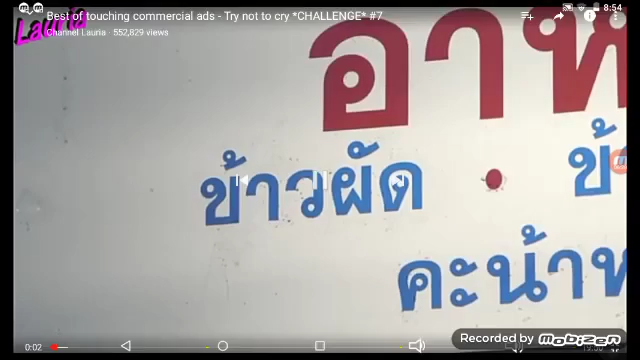 Lauria
Best of touching commercial ads - Try not to cry *CHALLENGE* #7
Channel Lauria · 552,829 views
8:54
อาห
ข้าวผัด · ข้
คะน้าห
0:02
Recorded by MOBIZEN